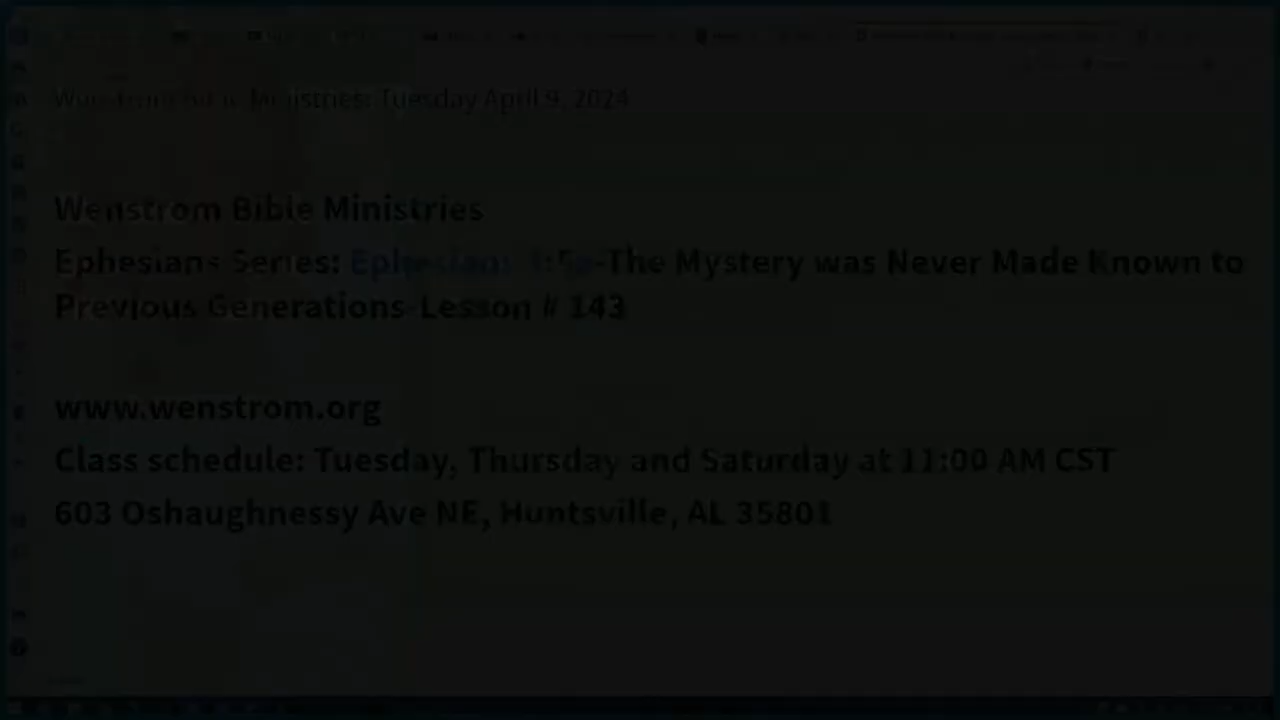 Wenstrom Bible Ministries: Tuesday April 9, 2024
Wenstrom Bible Ministries
Ephesians Series: Ephesians 3:5a-The Mystery was Never Made Known to
Previous Generations-Lesson # 143
www.wenstrom.org
Class schedule: Tuesday, Thursday and Saturday at 11:00 AM CST
603 Oshaughnessy Ave NE, Huntsville, AL 35801